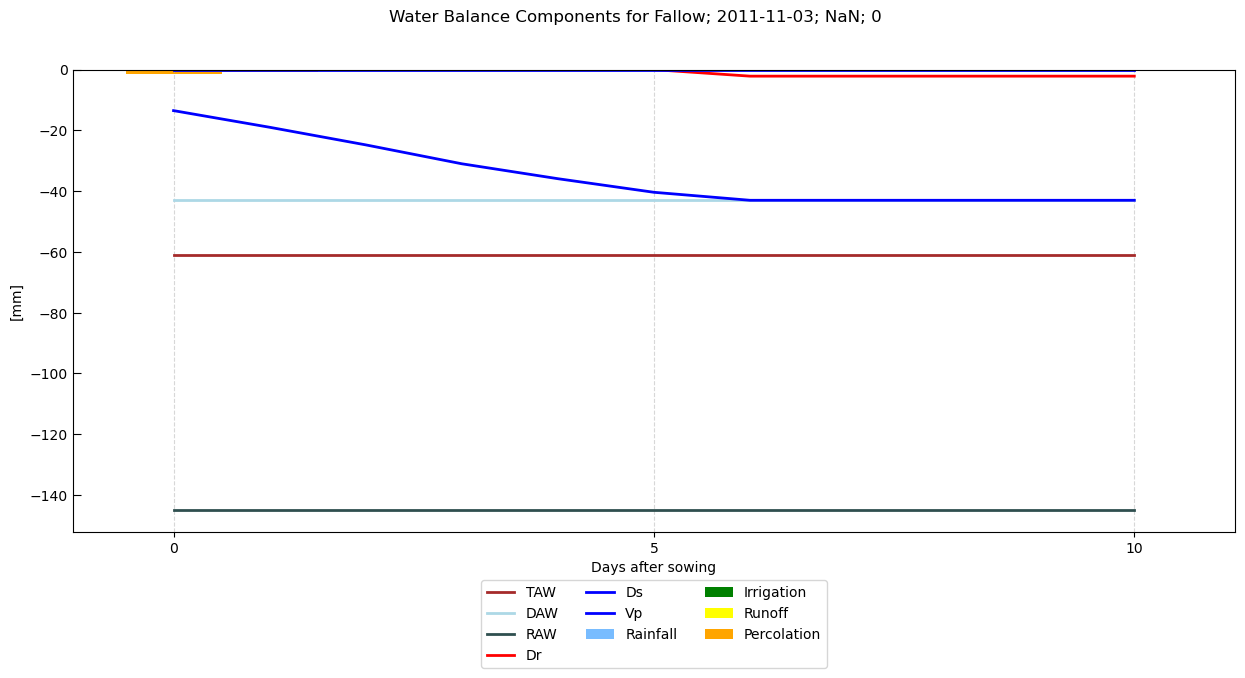 Water Balance Components for Fallow; 2011-11-03; NaN; 0
0
−20
−40
−60
−80
−100
−120
−140
[mm]
0 5 10
Days after sowing
TAW Ds Irrigation
DAW Vp Runoff
RAW Rainfall Percolation
Dr